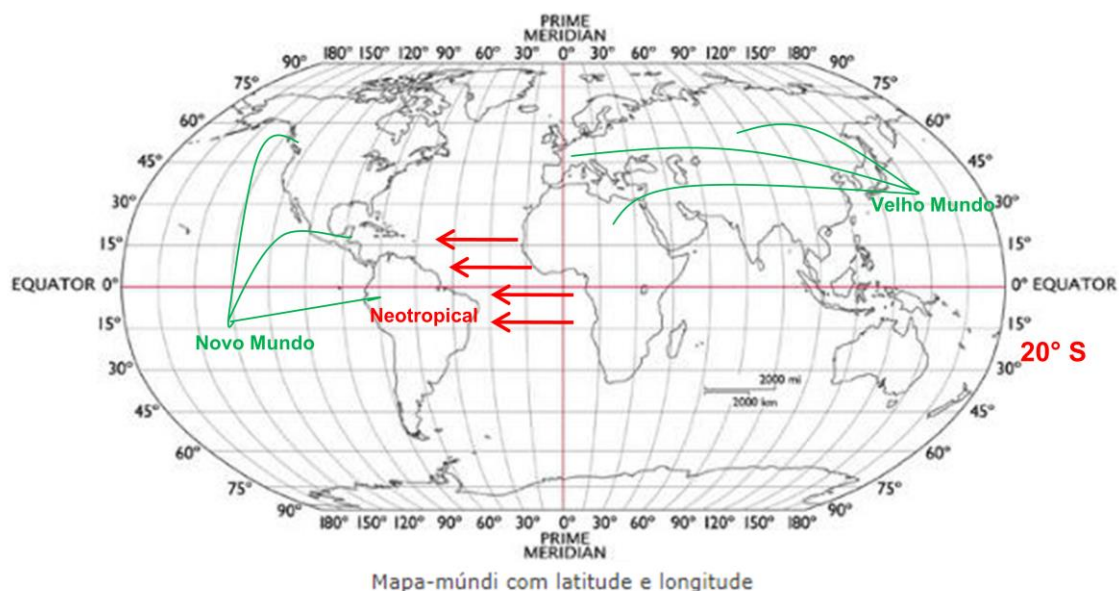 PRIME
MERIDIAN
180° 150° 120° 90° 60° 30° 0° 30° 60° 90° 120° 150° 180°
90° 90°
75° 75°
60° 60°
45° 45°
30° Velho Mundo 30°
15° 15°
EQUATOR 0° 0° EQUATOR
Neotropical
15° 15°
Novo Mundo
20° S
30° 30°
2000 mi
2000 km
45° 45°
60° 60°
75° 75°
90° 90°
180° 150° 120° 90° 60° 30° 0° 30° 60° 90° 120° 150° 180°
PRIME
MERIDIAN
Mapa-múndi com latitude e longitude